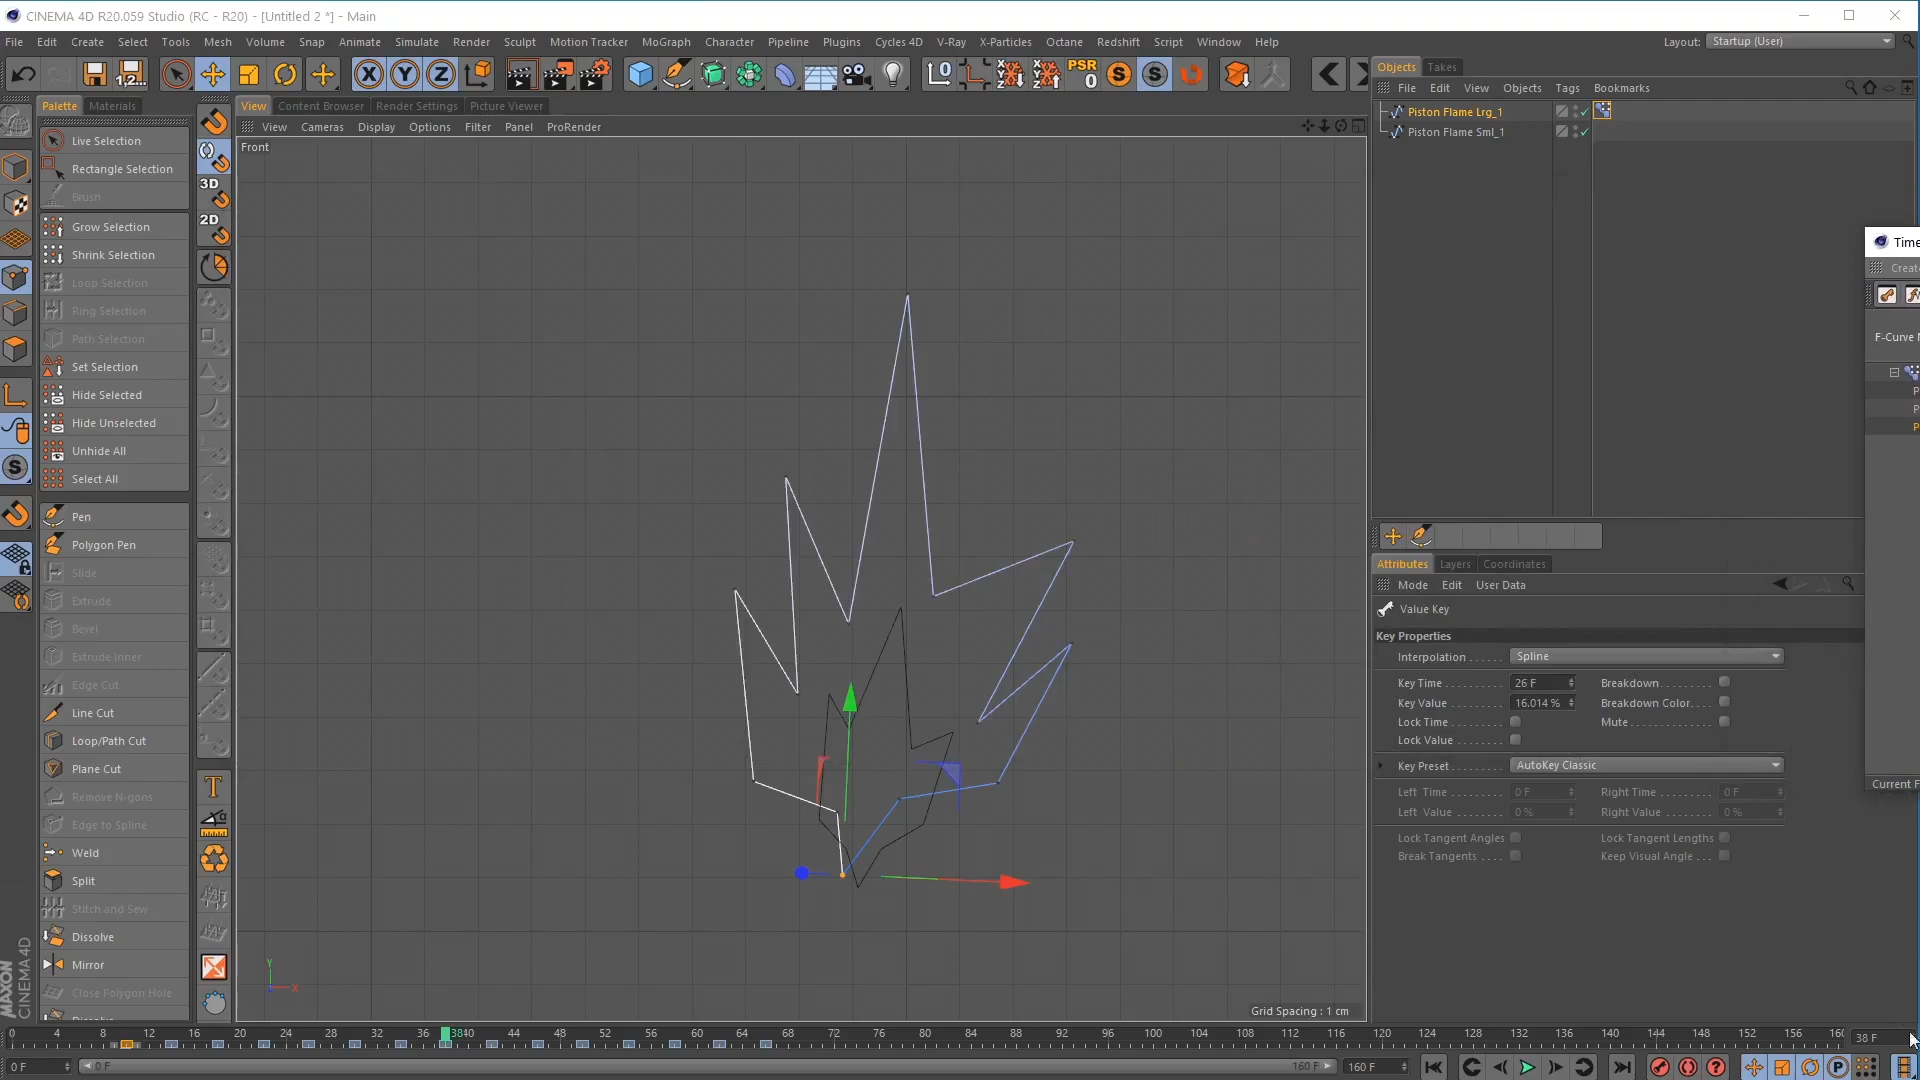 CINEMA 4D R20.059 Studio (RC - R20) - [Untitled 2 *] - Main
File Edit Create Select Tools Mesh Volume Snap Animate Simulate Render Sculpt Motion Tracker MoGraph Character Pipeline Plugins Cycles 4D V-Ray X-Particles Octane Redshift Script Window Help
Layout: Startup (User)
1,2...
X Y Z
PSR
0
Objects Takes
File Edit View Objects Tags Bookmarks
Piston Flame Lrg_1
Piston Flame Sml_1
Palette Materials
Live Selection
Rectangle Selection
Brush
Grow Selection
Shrink Selection
Loop Selection
Ring Selection
Path Selection
Set Selection
Hide Selected
Hide Unselected
Unhide All
Select All
Pen
Polygon Pen
Slide
Extrude
Bevel
Extrude Inner
Edge Cut
Line Cut
Loop/Path Cut
Plane Cut
Remove N-gons
Edge to Spline
Weld
Split
Stitch and Sew
Dissolve
Mirror
Close Polygon Hole
3D
2D
View Content Browser Render Settings Picture Viewer
View Cameras Display Options Filter Panel ProRender
Front
Y
X
Grid Spacing : 1 cm
Time
Create
F-Curve
P
P
P
Current F
Attributes Layers Coordinates
Mode Edit User Data
Value Key
Key Properties
Interpolation . . . . . . Spline
Key Time . . . . . . . . . 26 F Breakdown. . . . . . . .
Key Value . . . . . . . . 16.014 % Breakdown Color. . . .
Lock Time . . . . . . . . Mute . . . . . . . . . . . . .
Lock Value . . . . . . .
Key Preset . . . . . . . . AutoKey Classic
Left Time . . . . . . . . . 0 F Right Time . . . . . . . . 0 F
Left Value . . . . . . . . 0 % Right Value . . . . . . . 0 %
Lock Tangent Angles Lock Tangent Lengths
Break Tangents . . . . Keep Visual Angle . . .
MAXON
CINEMA 4D
0 4 8 12 16 20 24 28 32 36 3840 44 48 52 56 60 64 68 72 76 80 84 88 92 96 100 104 108 112 116 120 124 128 132 136 140 144 148 152 156 160 38 F
0 F 0 F 160 F 160 F